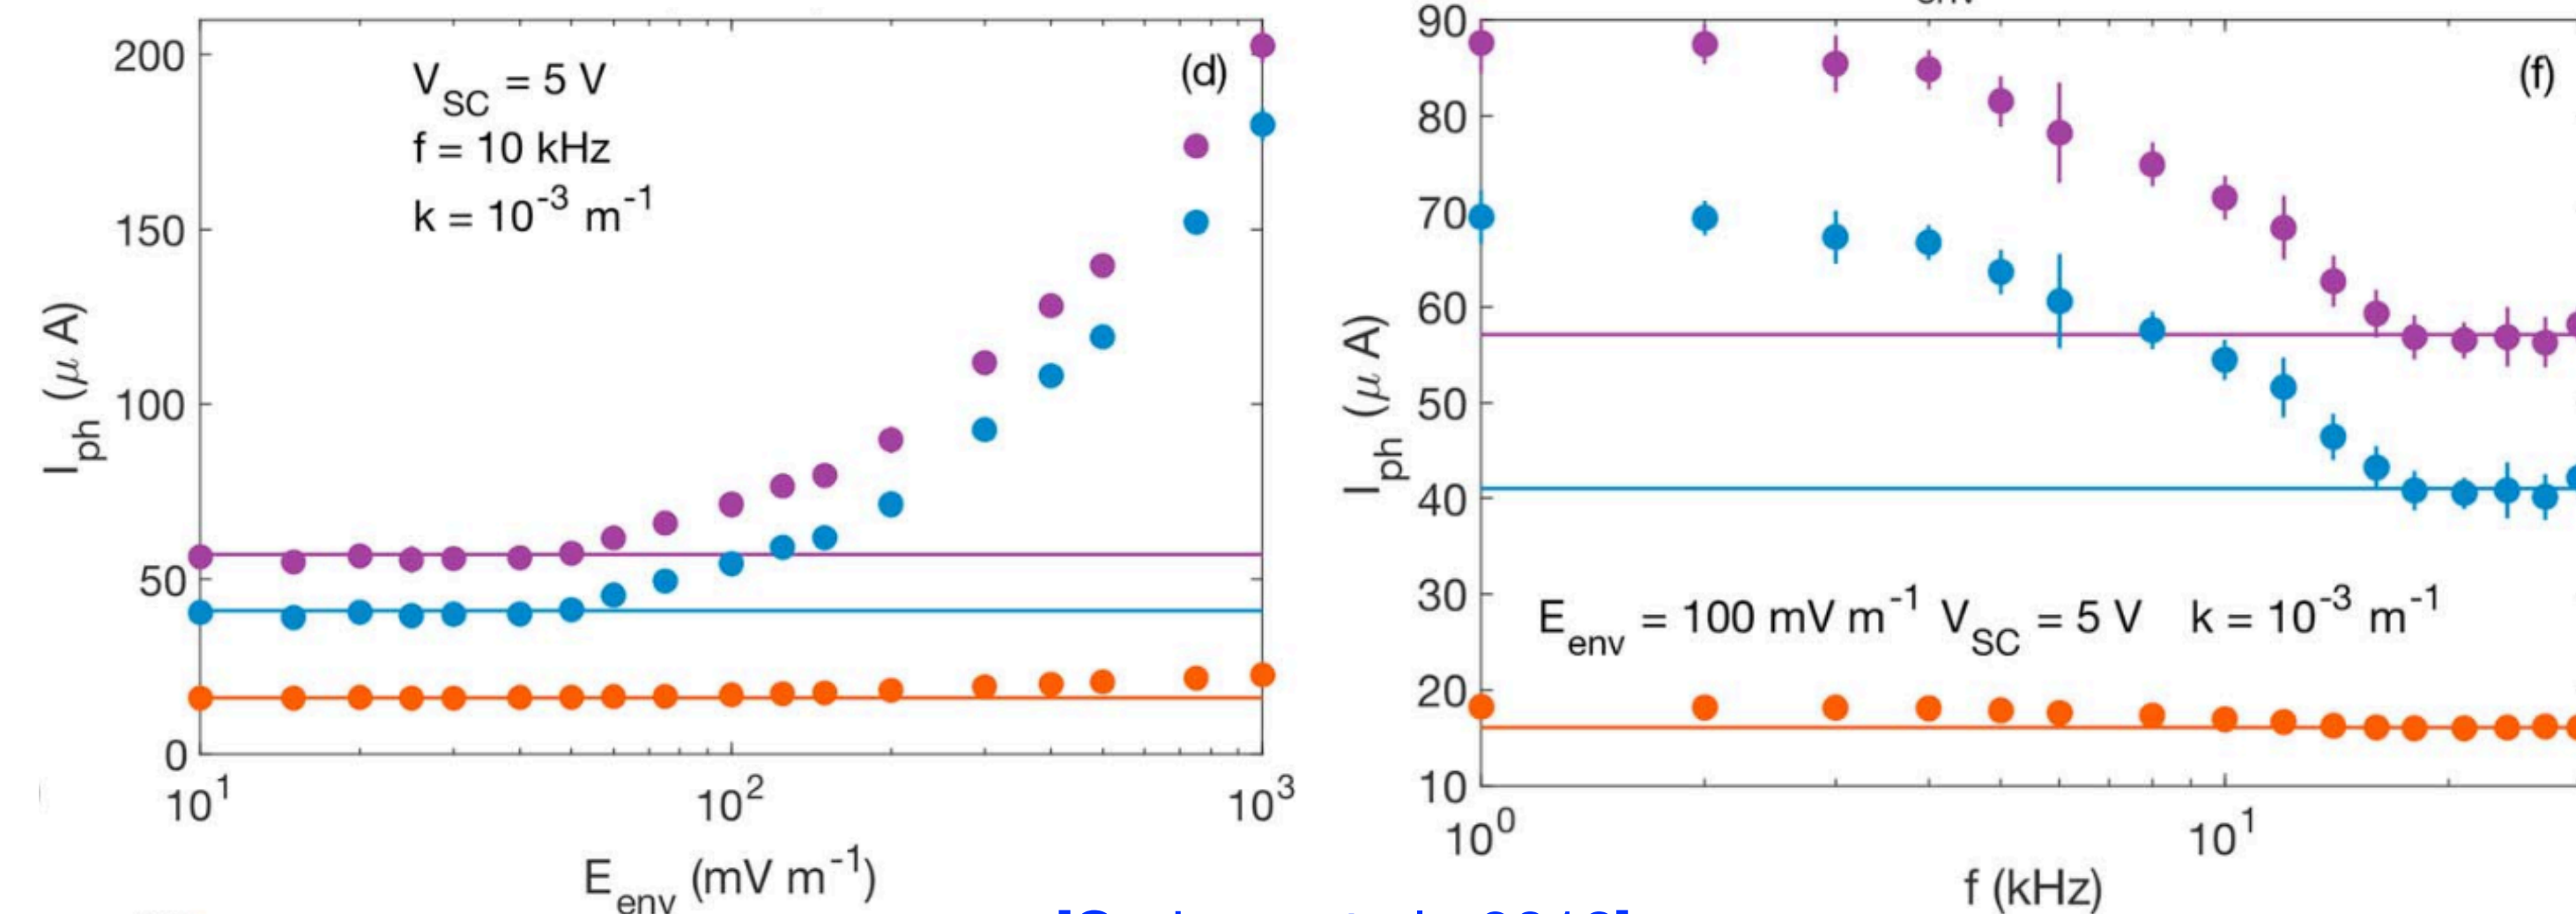 (d)
V_SC = 5 V
f = 10 kHz
k = 10^-3 m^-1
200
150
100
50
0
I_ph (μ A)
10^1
10^2
10^3
E_env (mV m^-1)
env
(f)
90
80
70
60
50
40
30
20
10
I_ph (μ A)
E_env = 100 mV m^-1 V_SC = 5 V k = 10^-3 m^-1
10^0
10^1
f (kHz)